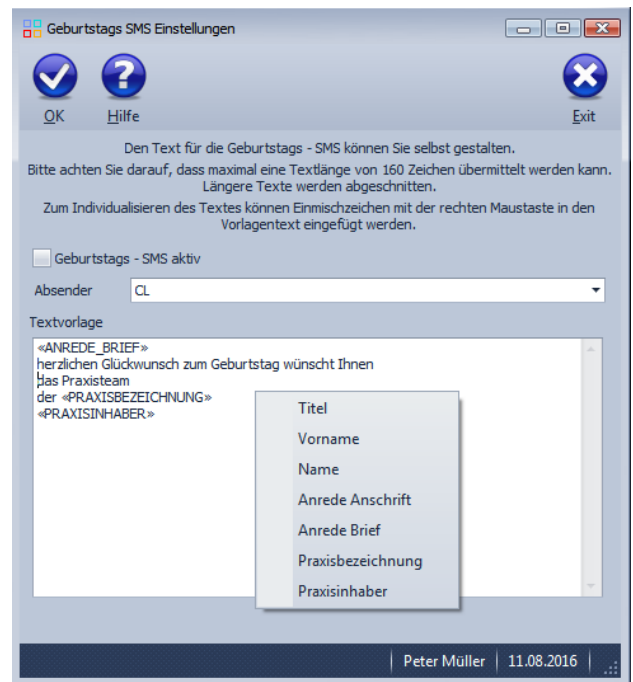 Geburtstags SMS Einstellungen
OK
Hilfe
Exit
Den Text für die Geburtstags - SMS können Sie selbst gestalten.
Bitte achten Sie darauf, dass maximal eine Textlänge von 160 Zeichen übermittelt werden kann.
Längere Texte werden abgeschnitten.
Zum Individualisieren des Textes können Einmischzeichen mit der rechten Maustaste in den
Vorlagentext eingefügt werden.
Geburtstags - SMS aktiv
Absender
CL
Textvorlage
«ANREDE_BRIEF»
herzlichen Glückwunsch zum Geburtstag wünscht Ihnen
das Praxisteam
der «PRAXISBEZEICHNUNG»
«PRAXISINHABER»
Titel
Vorname
Name
Anrede Anschrift
Anrede Brief
Praxisbezeichnung
Praxisinhaber
Peter Müller
11.08.2016